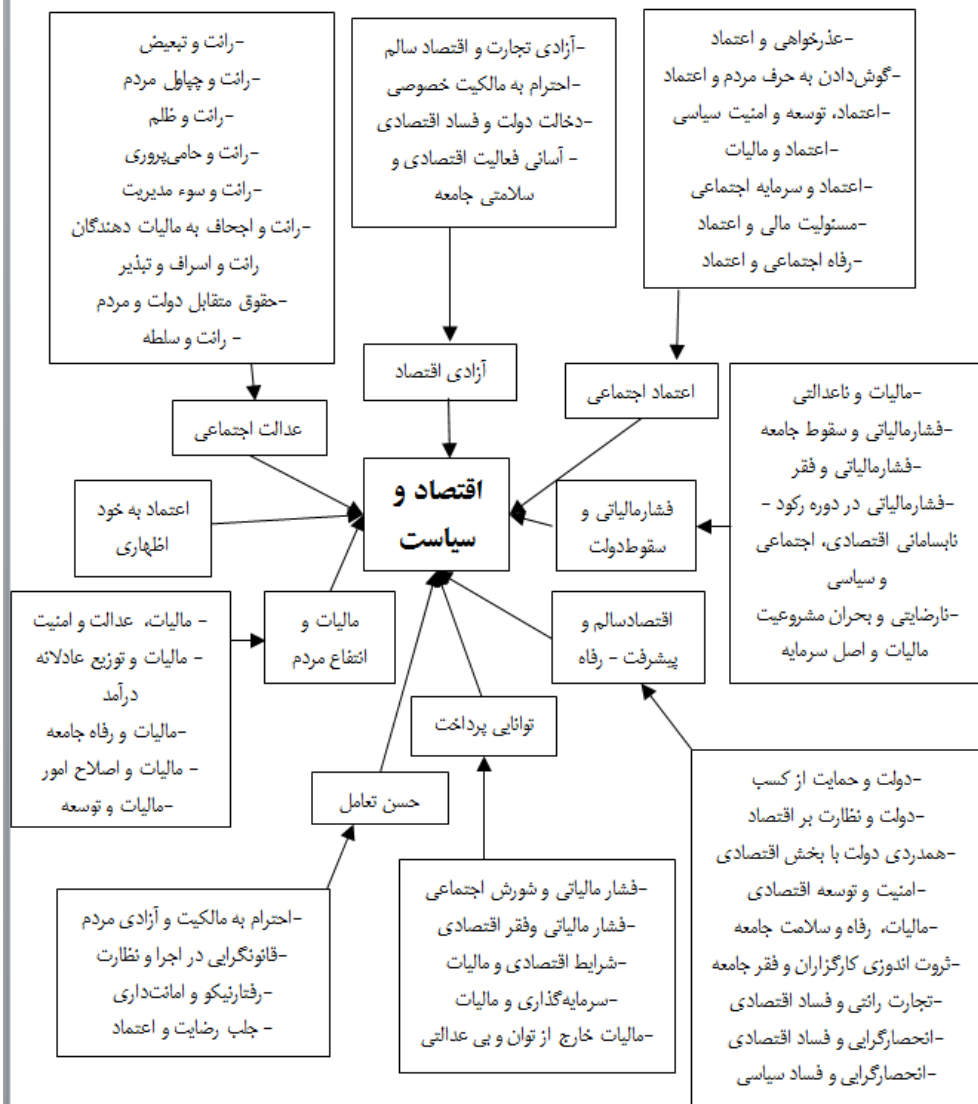 -عذرخواهی و اعتماد
-گوش‌دادن به حرف مردم و اعتماد
-اعتماد، توسعه و امنیت سیاسی
-اعتماد و مالیات
-اعتماد و سرمایه اجتماعی
-مسئولیت مالی و اعتماد
-رفاه اجتماعی و اعتماد
-آزادی تجارت و اقتصاد سالم
-احترام به مالکیت خصوصی
-دخالت دولت و فساد اقتصادی
- آسانی فعالیت اقتصادی و
سلامتی جامعه
-رانت و تبعیض
-رانت و چپاول مردم
-رانت و ظلم
-رانت و حامی‌پروری
-رانت و سوء مدیریت
-رانت و اجحاف به مالیات دهندگان
رانت و اسراف و تبذیر
-حقوق متقابل دولت و مردم
- رانت و سلطه
اعتماد اجتماعی
آزادی اقتصاد
عدالت اجتماعی
-مالیات و ناعدالتی
-فشارمالیاتی و سقوط جامعه
-فشارمالیاتی و فقر
-فشارمالیاتی در دوره رکود -
نابسامانی اقتصادی، اجتماعی
و سیاسی
-نارضایتی و بحران مشروعیت
مالیات و اصل سرمایه
فشارمالیاتی و
سقوط‌دولت
اقتصاد و
سیاست
اعتماد به خود
اظهاری
اقتصادسالم و
پیشرفت - رفاه
مالیات و
انتفاع مردم
- مالیات، عدالت و امنیت
- مالیات و توزیع عادلانه
درآمد
-مالیات و رفاه جامعه
- مالیات و اصلاح امور
-مالیات و توسعه
توانایی پرداخت
حسن تعامل
-دولت و حمایت از کسب
-دولت و نظارت بر اقتصاد
-همدردی دولت با بخش اقتصادی
-امنیت و توسعه اقتصادی
-مالیات، رفاه و سلامت جامعه
-ثروت اندوزی کارگزاران و فقر جامعه
-تجارت رانتی و فساد اقتصادی
-انحصارگرایی و فساد اقتصادی
-انحصارگرایی و فساد سیاسی
-فشار مالیاتی و شورش اجتماعی
-فشار مالیاتی وفقر اقتصادی
-شرایط اقتصادی و مالیات
-سرمایه‌گذاری و مالیات
-مالیات خارج از توان و بی عدالتی
-احترام به مالکیت و آزادی مردم
-قانونگرایی در اجرا و نظارت
-رفتارنیکو و امانت‌داری
- جلب رضایت و اعتماد